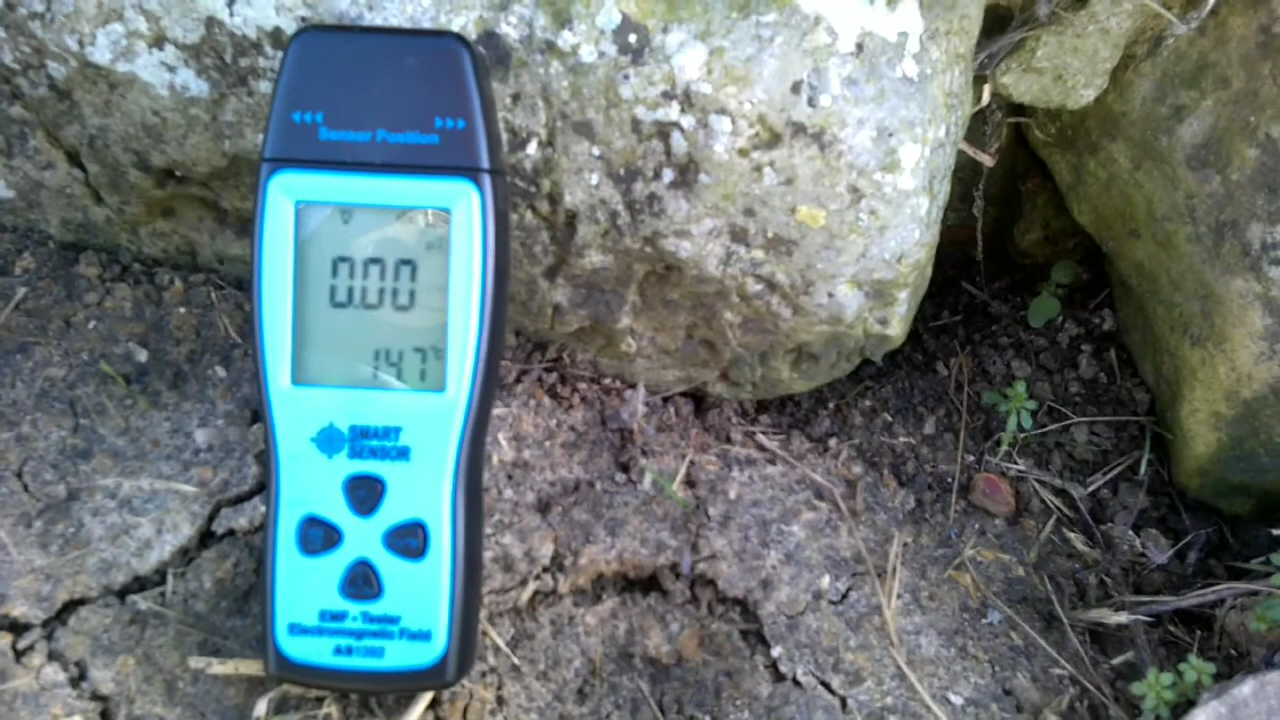 Sensor Position
0.00
14.7 °C
SMART
SENSOR
EMF - Tester
Electromagnetic Field
AS1392